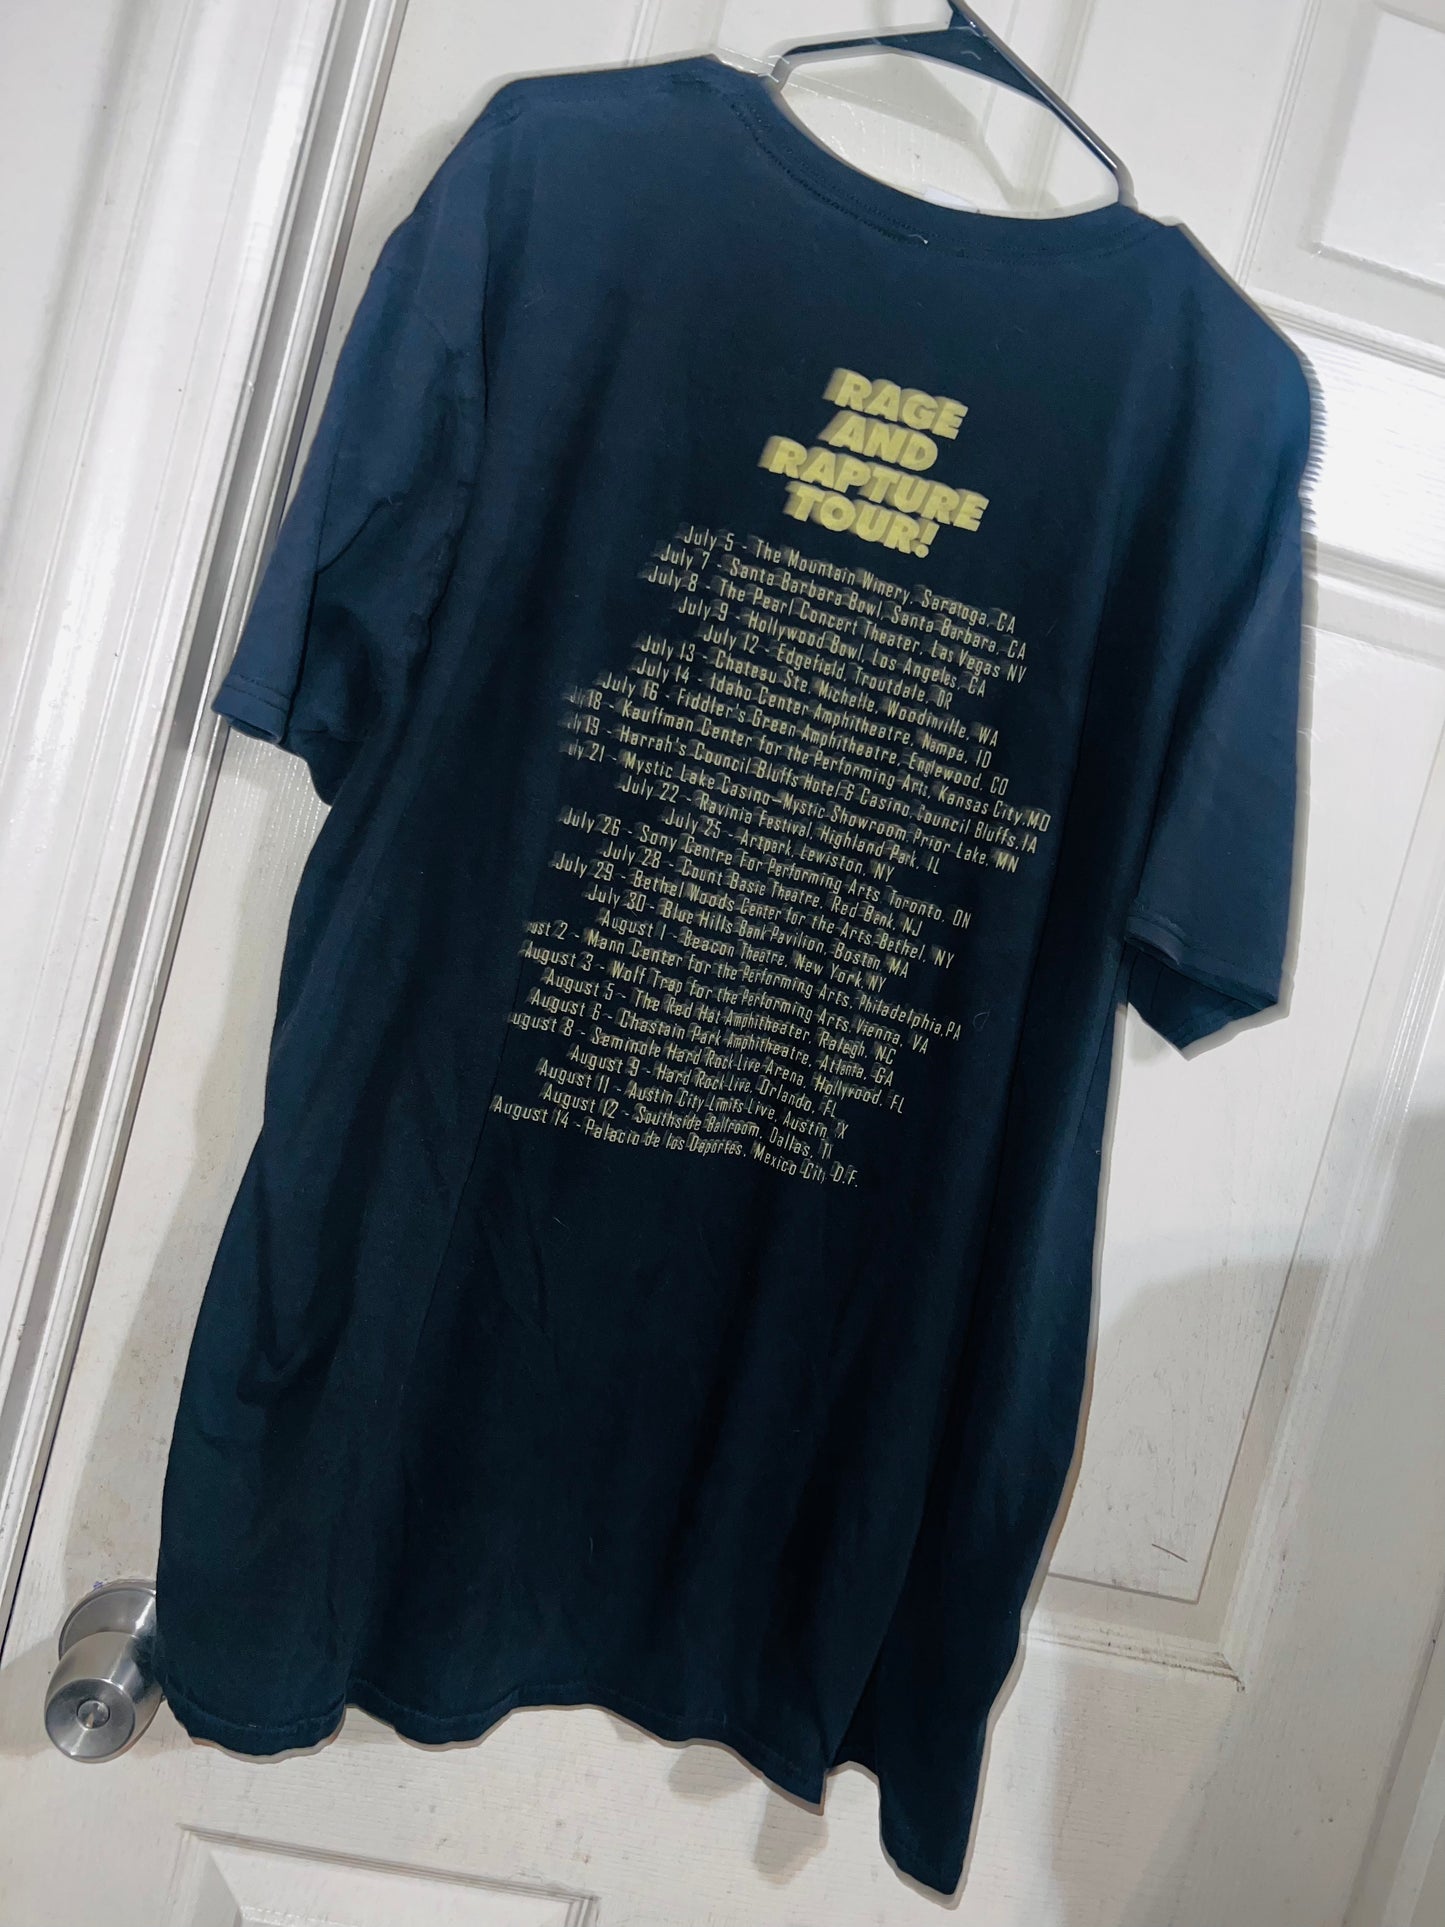 RAGE
AND
RAPTURE
TOUR!
July 5 - The Mountain Winery, Saratoga, CA
July 7 - Santa Barbara Bowl, Santa Barbara, CA
July 8 - The Pearl Concert Theater, Las Vegas NV
July 9 - Hollywood Bowl, Los Angeles, CA
July 12 - Edgefield, Troutdale, OR
July 13 - Chateau Ste. Michelle, Woodinville, WA
July 14 - Idaho Center Amphitheatre, Nampa, ID
July 16 - Fiddler's Green Amphitheatre, Englewood, CO
July 18 - Kauffman Center for the Performing Arts, Kansas City, MO
July 19 - Harrah's Council Bluffs Hotel & Casino, Council Bluffs, IA
July 21 - Mystic Lake Casino-Mystic Showroom, Prior Lake, MN
July 22 - Ravinia Festival, Highland Park, IL
July 25 - Artpark, Lewiston, NY
July 26 - Sony Centre For Performing Arts, Toronto, ON
July 28 - Count Basie Theatre, Red Bank, NJ
July 29 - Bethel Woods Center for the Arts, Bethel, NY
July 30 - Blue Hills Bank Pavilion, Boston, MA
August 1 - Beacon Theatre, New York, NY
August 2 - Mann Center for the Performing Arts, Philadelphia, PA
August 3 - Wolf Trap for the Performing Arts, Vienna, VA
August 5 - The Red Hat Amphitheater, Ralegh, NC
August 6 - Chastain Park Amphitheatre, Atlanta, GA
August 8 - Seminole Hard Rock Live Arena, Hollywood, FL
August 9 - Hard Rock Live, Orlando, FL
August 11 - Austin City Limits Live, Austin, TX
August 12 - Southside Ballroom, Dallas, TX
August 14 - Palacio de los Deportes, Mexico City D.F.